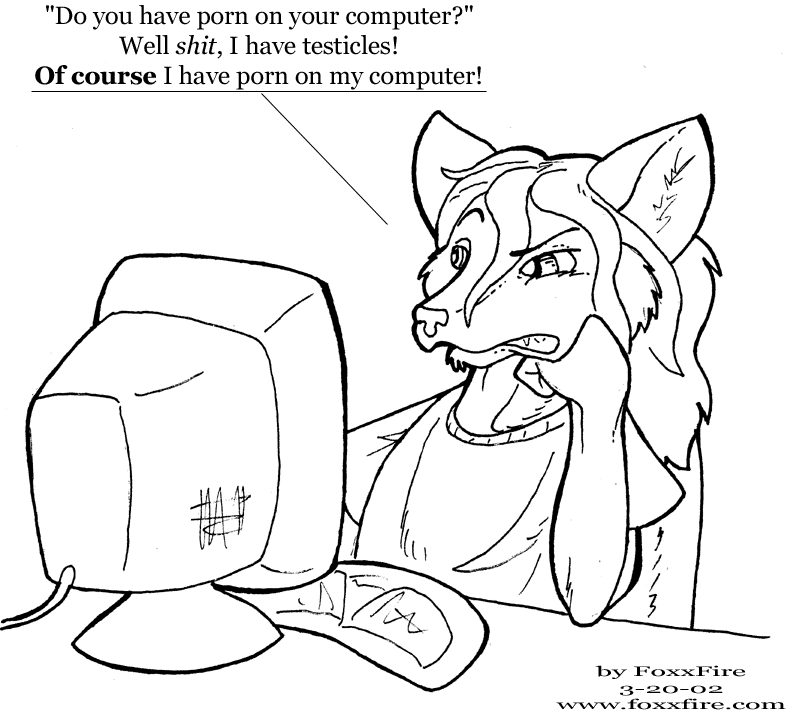 "Do you have porn on your computer?"
Well shit, I have testicles!
Of course I have porn on my computer!
by FoxxFire
3-20-02
www.foxxfire.com